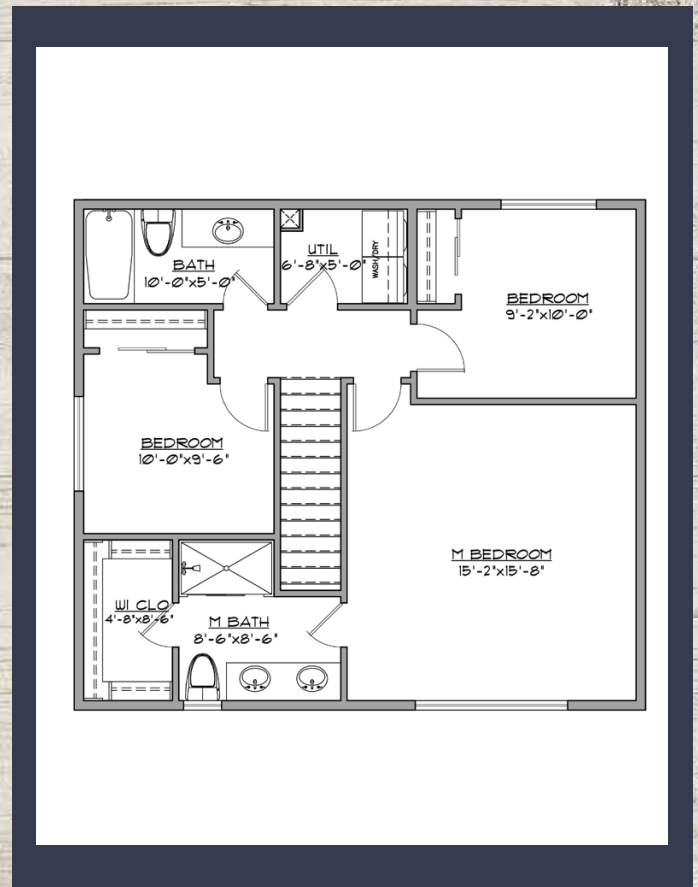 BATH
10'-0"x5'-0"
UTIL
6'-8"x5'-0"
WASH/DRY
BEDROOM
9'-2"x10'-0"
BEDROOM
10'-0"x9'-6"
M BEDROOM
15'-2"x15'-8"
WI CLO
4'-8"x8'-6"
M BATH
8'-6"x8'-6"